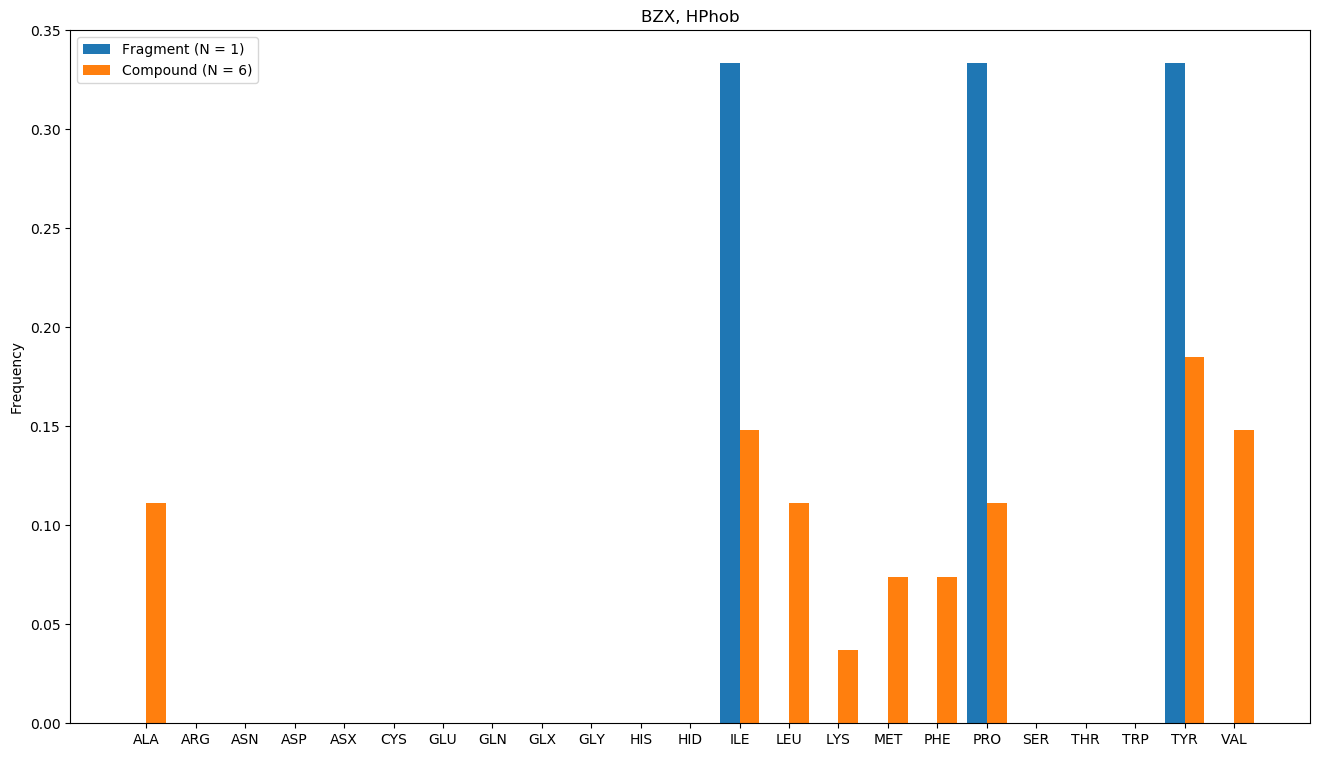 BZX, HPhob
Fragment (N = 1)
Compound (N = 6)
Frequency
0.35
0.30
0.25
0.20
0.15
0.10
0.05
0.00
ALA ARG ASN ASP ASX CYS GLU GLN GLX GLY HIS HID ILE LEU LYS MET PHE PRO SER THR TRP TYR VAL